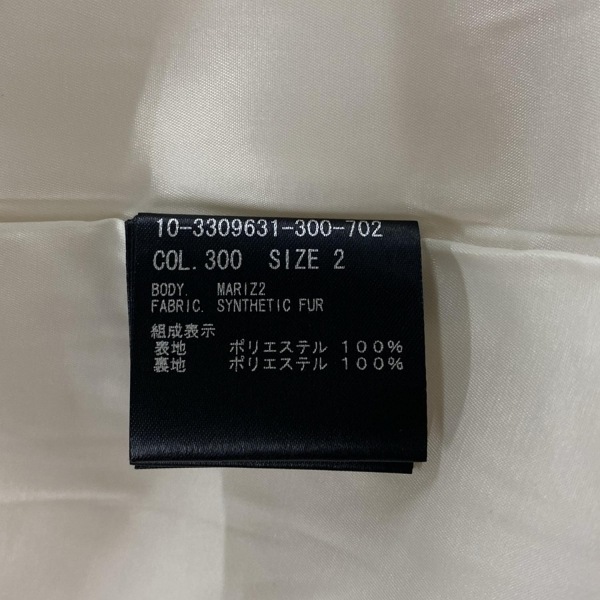 10-3309631-300-702
COL. 300 SIZE 2
BODY. MARIZ2
FABRIC. SYNTHETIC FUR
組成表示
表地 ポリエステル 100%
裏地 ポリエステル 100%